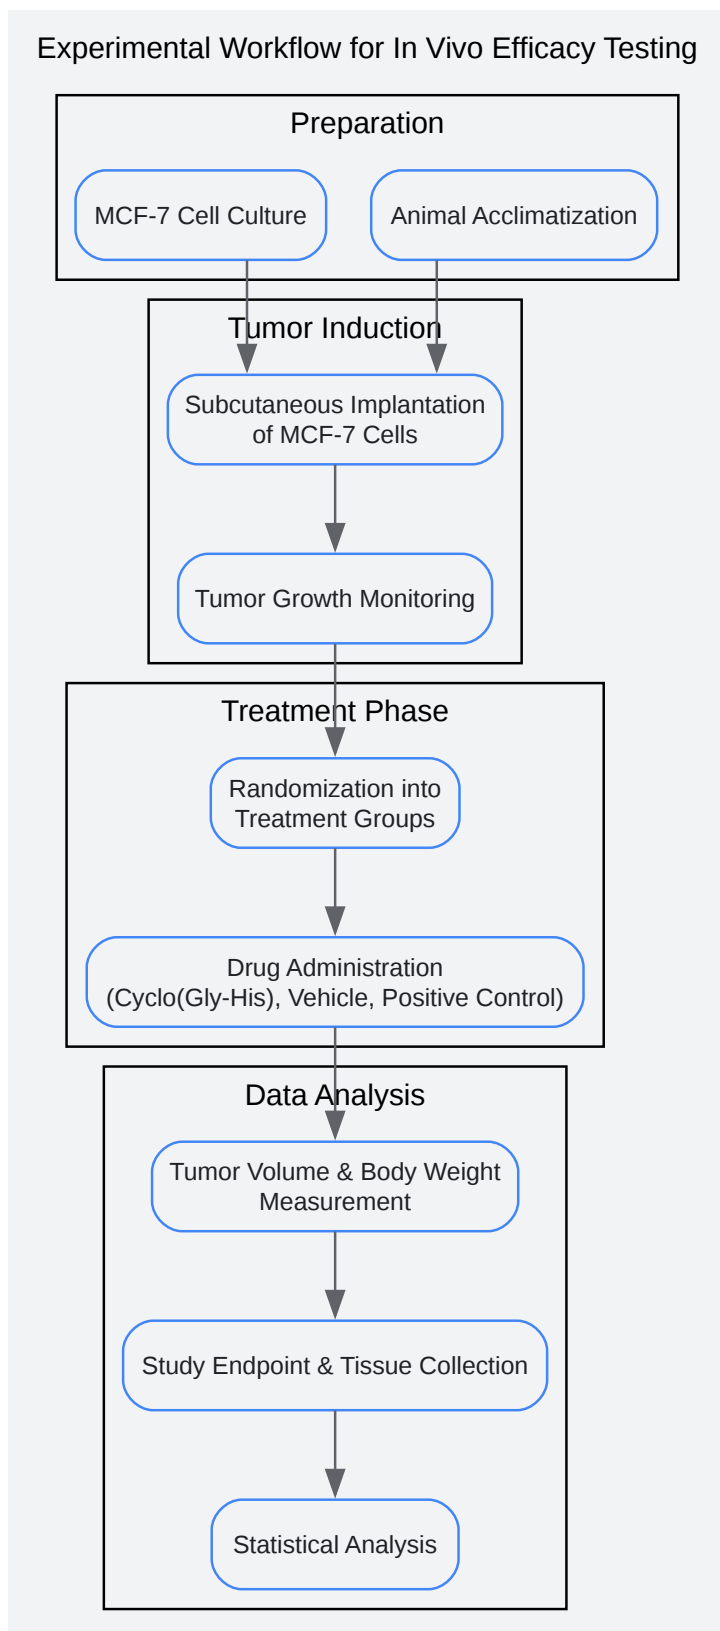 Experimental Workflow for In Vivo Efficacy Testing
Preparation
MCF-7 Cell Culture
Animal Acclimatization
Tumor Induction
Subcutaneous Implantation
of MCF-7 Cells
Tumor Growth Monitoring
Treatment Phase
Randomization into
Treatment Groups
Drug Administration
(Cyclo(Gly-His), Vehicle, Positive Control)
Data Analysis
Tumor Volume & Body Weight
Measurement
Study Endpoint & Tissue Collection
Statistical Analysis